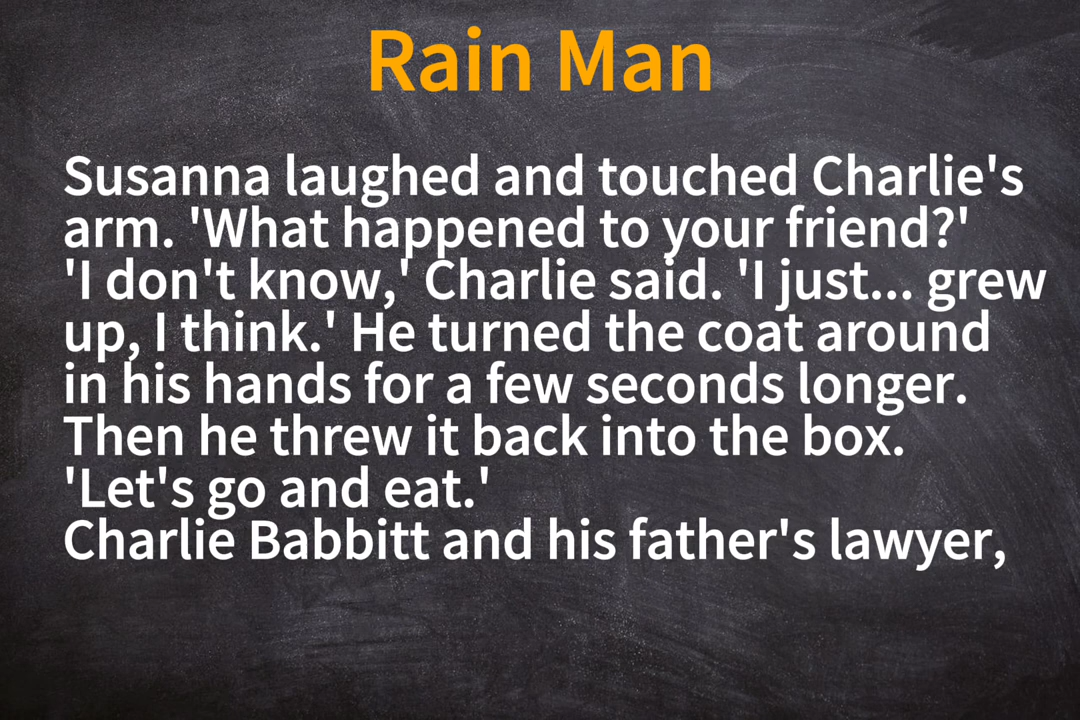 Rain Man
Susanna laughed and touched Charlie's
arm. 'What happened to your friend?'
'I don't know,' Charlie said. 'I just... grew
up, I think.' He turned the coat around
in his hands for a few seconds longer.
Then he threw it back into the box.
'Let's go and eat.'
Charlie Babbitt and his father's lawyer,